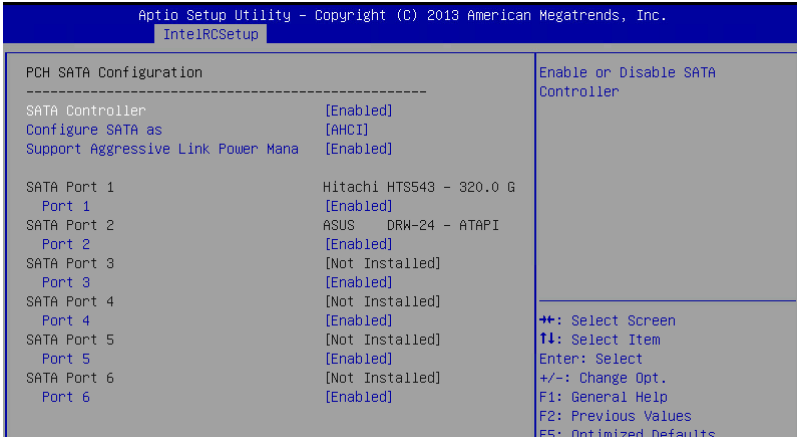 Aptio Setup Utility – Copyright (C) 2013 American Megatrends, Inc.
IntelRCSetup
PCH SATA Configuration
--------------------------------------------------
SATA Controller [Enabled]
Configure SATA as [AHCI]
Support Aggressive Link Power Mana [Enabled]
SATA Port 1 Hitachi HTS543 – 320.0 G
Port 1 [Enabled]
SATA Port 2 ASUS DRW-24 – ATAPI
Port 2 [Enabled]
SATA Port 3 [Not Installed]
Port 3 [Enabled]
SATA Port 4 [Not Installed]
Port 4 [Enabled]
SATA Port 5 [Not Installed]
Port 5 [Enabled]
SATA Port 6 [Not Installed]
Port 6 [Enabled]
Enable or Disable SATA
Controller
→←: Select Screen
↑↓: Select Item
Enter: Select
+/-: Change Opt.
F1: General Help
F2: Previous Values
F5: Optimized Defaults